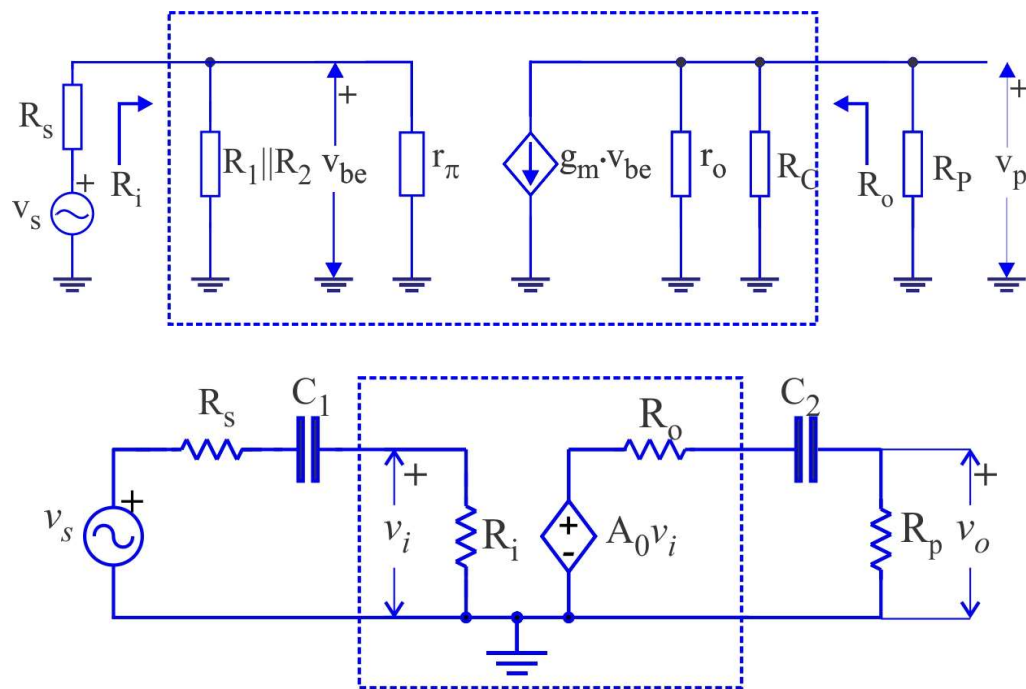 R_s
v_s
+
R_i
R_1||R_2
v_be
+
r_π
g_m·v_be
r_o
R_C
R_o
R_P
+
v_p
v_s
+
R_s
C_1
+
v_i
R_i
+
-
A_0v_i
R_o
C_2
R_p
+
v_o